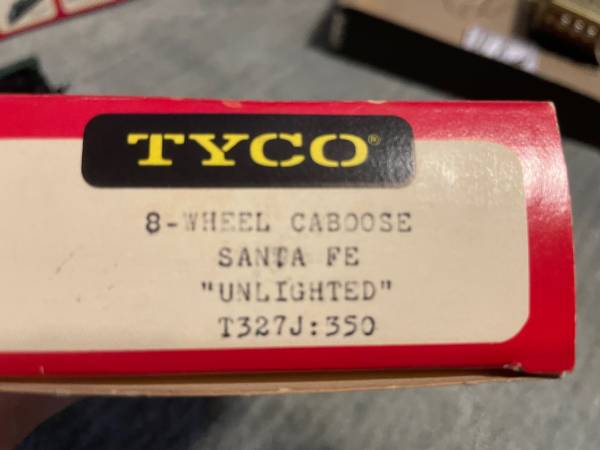 TYCO®
8-WHEEL CABOOSE
SANTA FE
"UNLIGHTED"
T327J:350